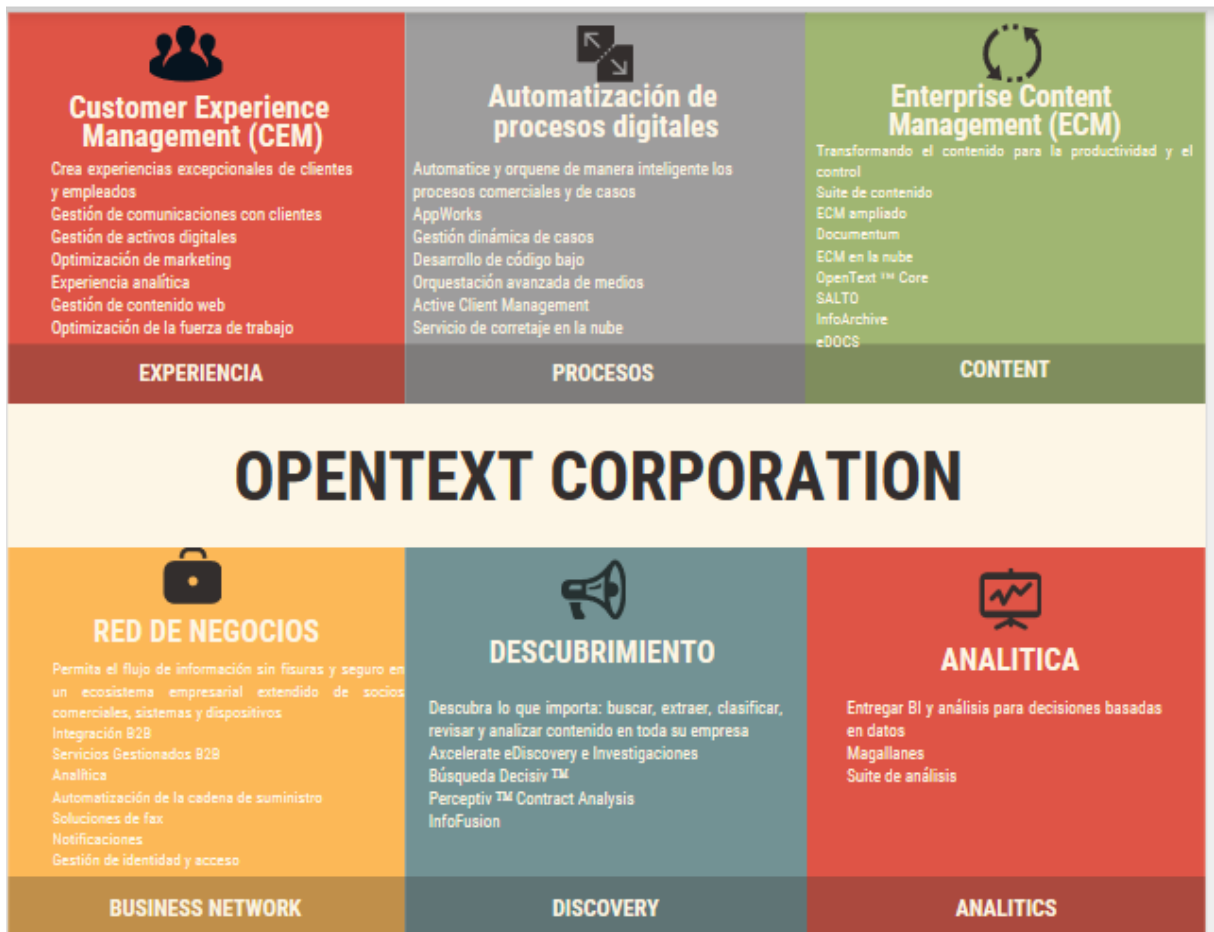 Customer Experience
Management (CEM)
Crea experiencias excepcionales de clientes
y empleados
Gestión de comunicaciones con clientes
Gestión de activos digitales
Optimización de marketing
Experiencia analítica
Gestión de contenido web
Optimización de la fuerza de trabajo
EXPERIENCIA
Automatización de
procesos digitales
Automatice y orquene de manera inteligente los
procesos comerciales y de casos
AppWorks
Gestión dinámica de casos
Desarrollo de código bajo
Orquestación avanzada de medios
Active Client Management
Servicio de corretaje en la nube
PROCESOS
Enterprise Content
Management (ECM)
Transformando el contenido para la productividad y el
control
Suite de contenido
ECM ampliado
Documentum
ECM en la nube
OpenText ™ Core
SALTO
InfoArchive
eDOCS
CONTENT
OPENTEXT CORPORATION
RED DE NEGOCIOS
Permita el flujo de información sin fisuras y seguro en
un ecosistema empresarial extendido de socios
comerciales, sistemas y dispositivos
Integración B2B
Servicios Gestionados B2B
Analítica
Automatización de la cadena de suministro
Soluciones de fax
Notificaciones
Gestión de identidad y acceso
BUSINESS NETWORK
DESCUBRIMIENTO
Descubra lo que importa: buscar, extraer, clasificar,
revisar y analizar contenido en toda su empresa
Axcelerate eDiscovery e Investigaciones
Búsqueda Decisiv ™
Perceptiv ™ Contract Analysis
InfoFusion
DISCOVERY
ANALITICA
Entregar BI y análisis para decisiones basadas
en datos
Magallanes
Suite de análisis
ANALITICS